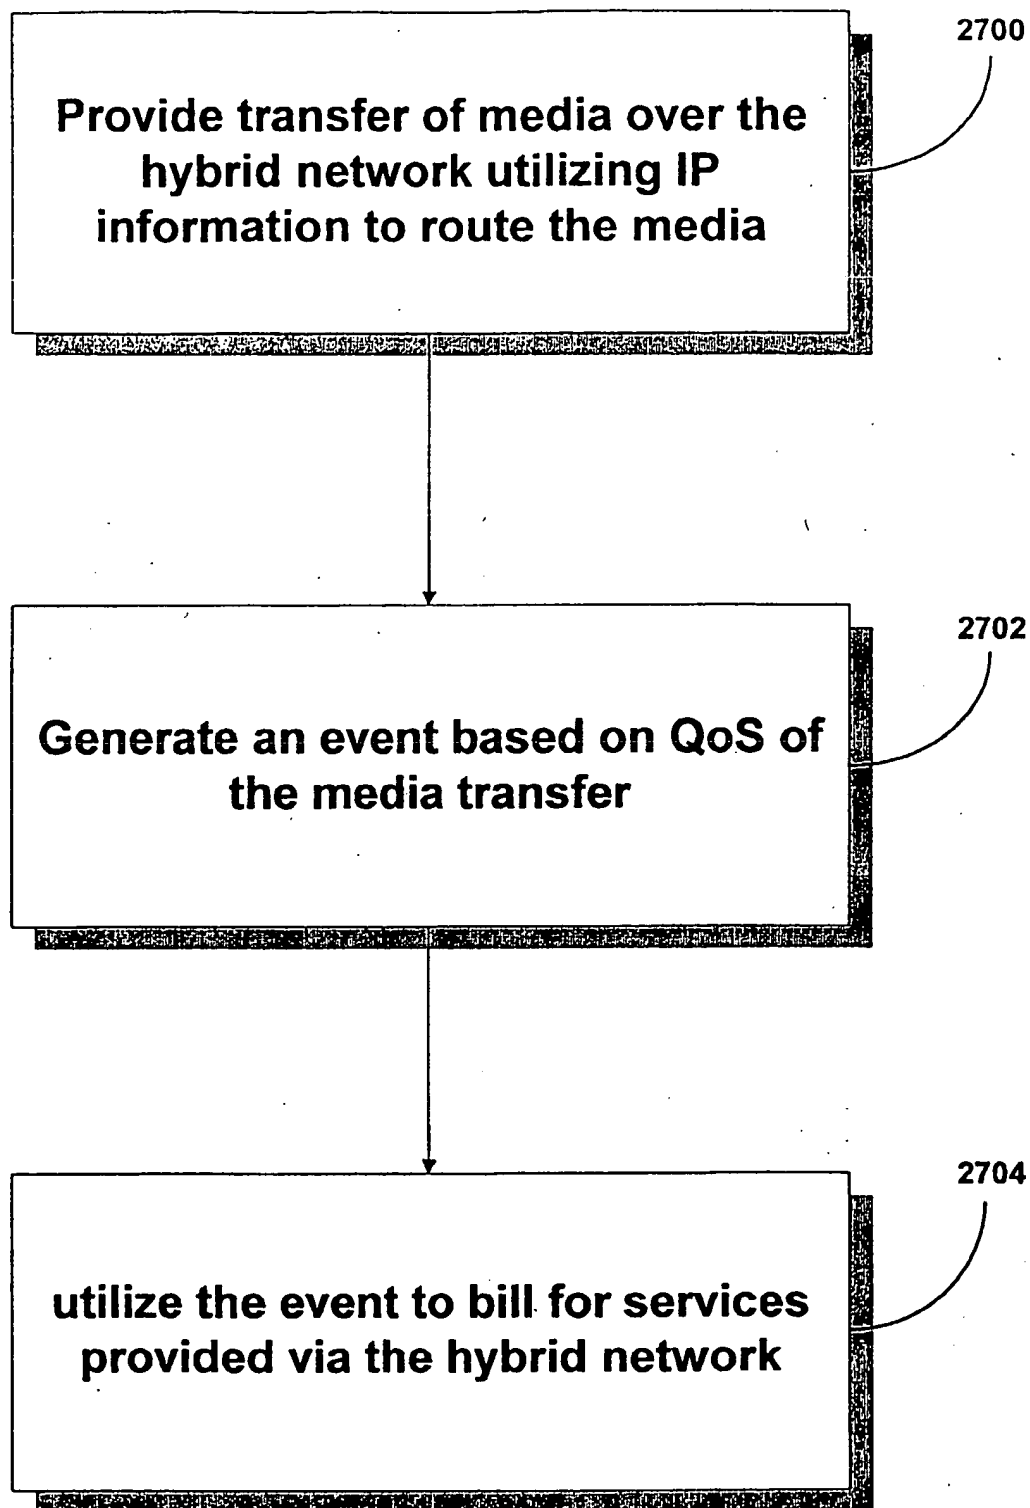 2700
Provide transfer of media over the
hybrid network utilizing IP
information to route the media
2702
Generate an event based on QoS of
the media transfer
2704
utilize the event to bill for services
provided via the hybrid network